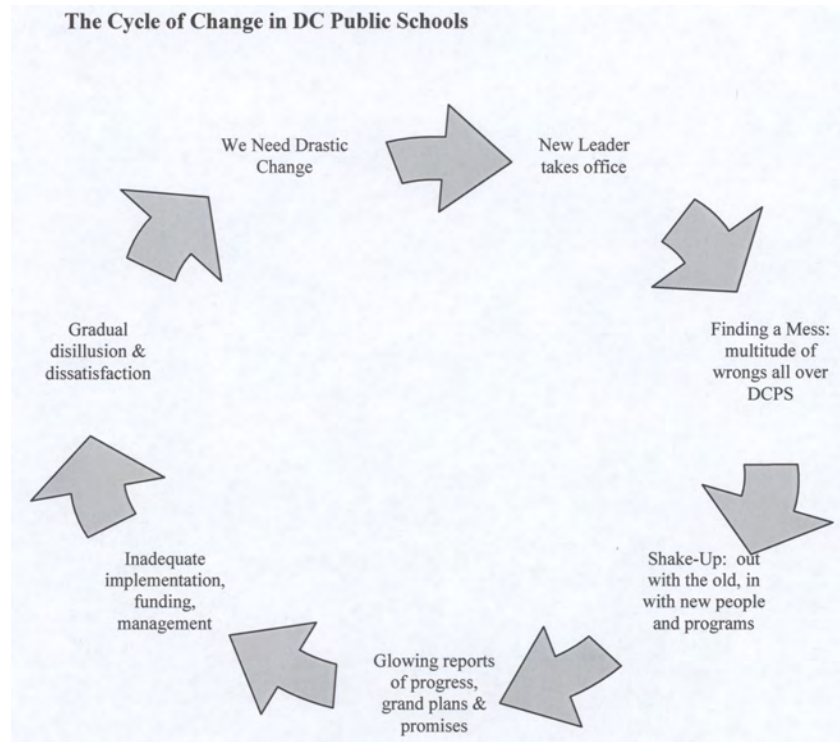 The Cycle of Change in DC Public Schools
We Need Drastic
Change
New Leader
takes office
Finding a Mess:
multitude of
wrongs all over
DCPS
Shake-Up:  out
with the old, in
with new people
and programs
Glowing reports
of progress,
grand plans &
promises
Inadequate
implementation,
funding,
management
Gradual
disillusion &
dissatisfaction